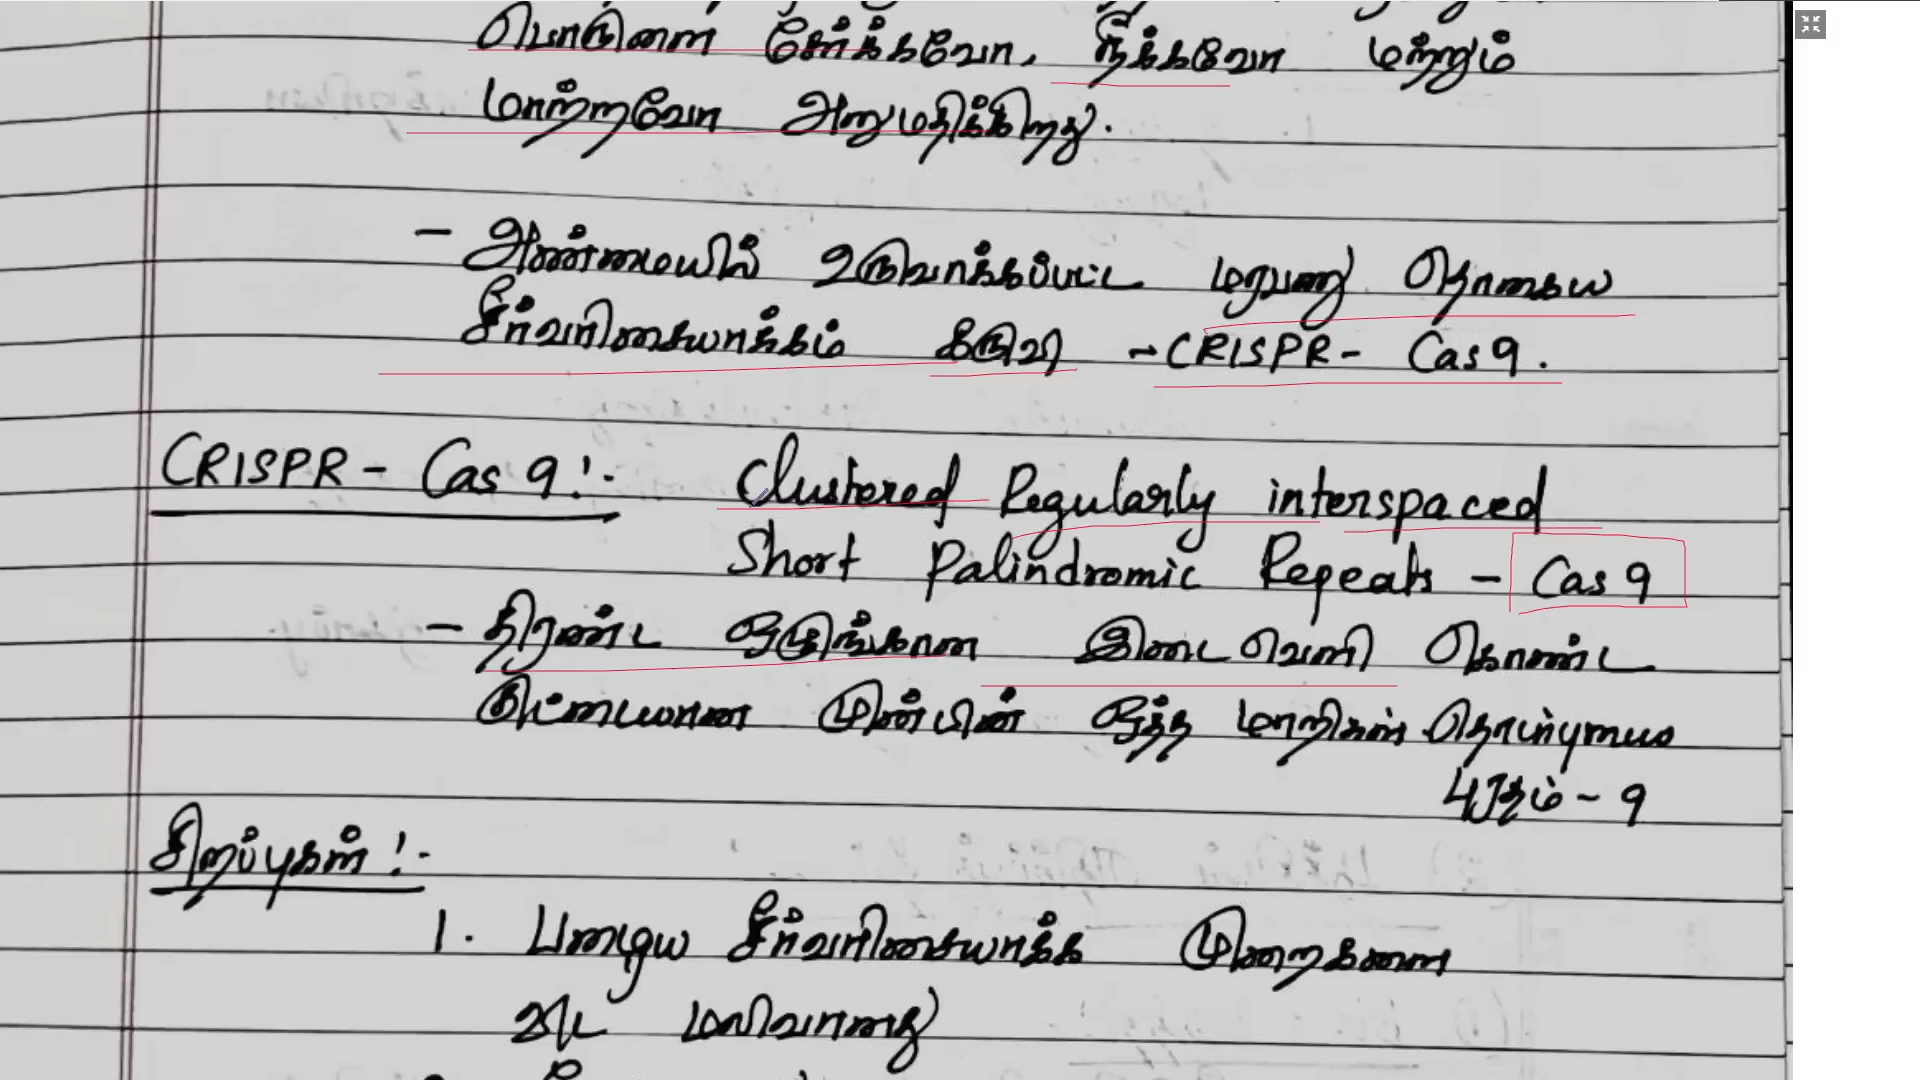 பொருளை சேர்க்கவோ, நீக்கவோ மற்றும்
மாற்றவோ அனுமதிக்கிறது.
- அண்மையில் உருவாக்கப்பட்ட மரபணு தொகைய
சீர்வரிசையாக்கம் கருவி - CRISPR - Cas 9.
CRISPR - Cas 9:- Clustered Regularly interspaced
Short Palindromic Repeats - Cas 9
- திரண்ட ஒழுங்கான இடைவெளி கொண்ட
குட்டையான முன்பின் ஒத்த மாறிகள் தொடர்புடைய
புரதம் - 9
சிறப்புகள்:-
1. பழைய சீர்வரிசையாக்க முறைகளை
விட மலிவானது